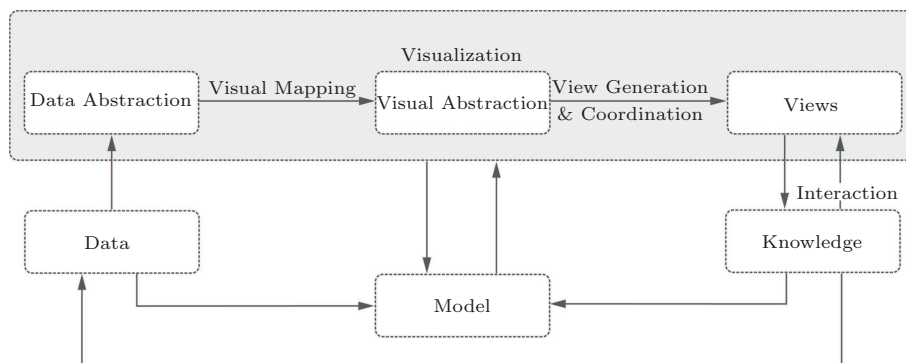 Visualization
Data Abstraction
Visual Mapping
Visual Abstraction
View Generation
& Coordination
Views
Interaction
Data
Knowledge
Model